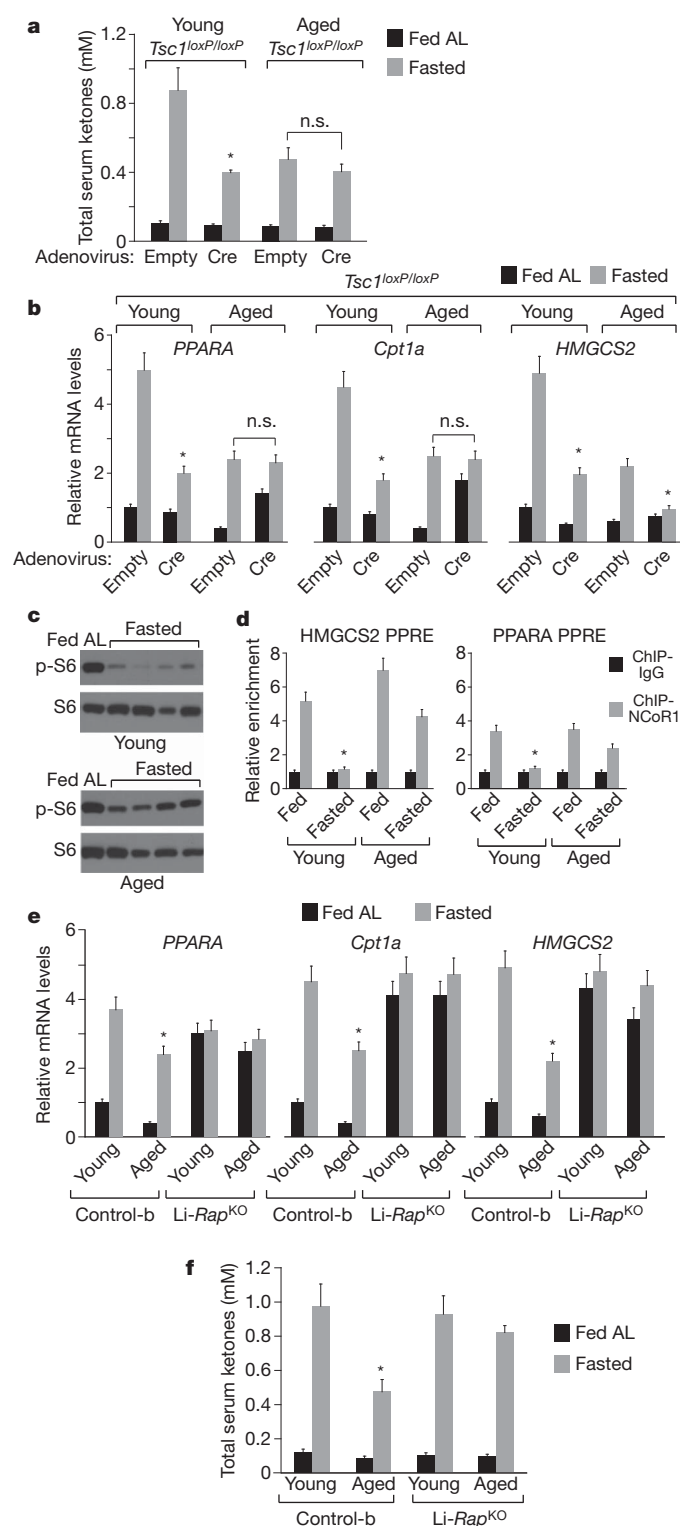 a
Young Aged
Tsc1loxP/loxP Tsc1loxP/loxP
Fed AL
Fasted
Total serum ketones (mM)
1.2
0.8
0.4
0
n.s.
*
Adenovirus: Empty Cre Empty Cre
Tsc1loxP/loxP
Fed AL Fasted
b
Young Aged Young Aged Young Aged
PPARA Cpt1a HMGCS2
Relative mRNA levels
6
4
2
0
n.s. n.s.
* * * *
Adenovirus: Empty Cre Empty Cre Empty Cre Empty Cre Empty Cre Empty Cre
c
Fed AL Fasted
p-S6
S6
Young
Fed AL Fasted
p-S6
S6
Aged
d
HMGCS2 PPRE PPARA PPRE
ChIP-IgG
ChIP-NCoR1
Relative enrichment
8 8
6 6
4 4
2 2
0 0
* *
Fed Fasted Fed Fasted Fed Fasted Fed Fasted
Young Aged Young Aged
e
Fed AL Fasted
PPARA Cpt1a HMGCS2
Relative mRNA levels
6
4
2
0
* * *
Young Aged Young Aged Young Aged Young Aged Young Aged Young Aged
Control-b Li-RapKO Control-b Li-RapKO Control-b Li-RapKO
f
Total serum ketones (mM)
1.2
1.0
0.8
0.6
0.4
0.2
0
*
Fed AL
Fasted
Young Aged Young Aged
Control-b Li-RapKO